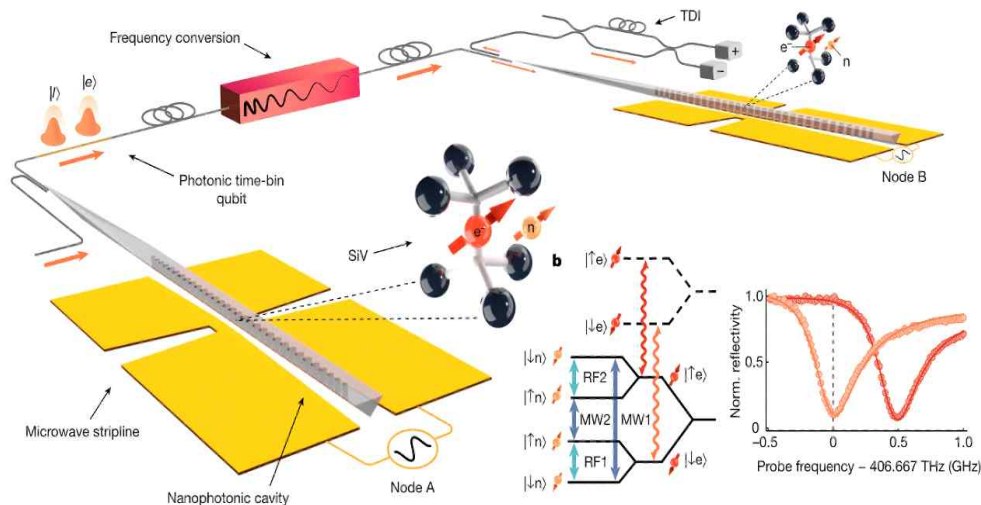 TDI
Frequency conversion
|l⟩
|e⟩
+
−
e⁻
n
Photonic time-bin
qubit
Node B
SiV
e⁻
n
b
|↑e⟩
|↓e⟩
|↓n⟩
RF2
|↑e⟩
|↑n⟩
MW2
MW1
|↑n⟩
RF1
|↓e⟩
|↓n⟩
Microwave stripline
Nanophotonic cavity
Node A
Norm. reflectivity
1.0
0.5
0
−0.5
0
0.5
1.0
Probe frequency − 406.667 THz (GHz)